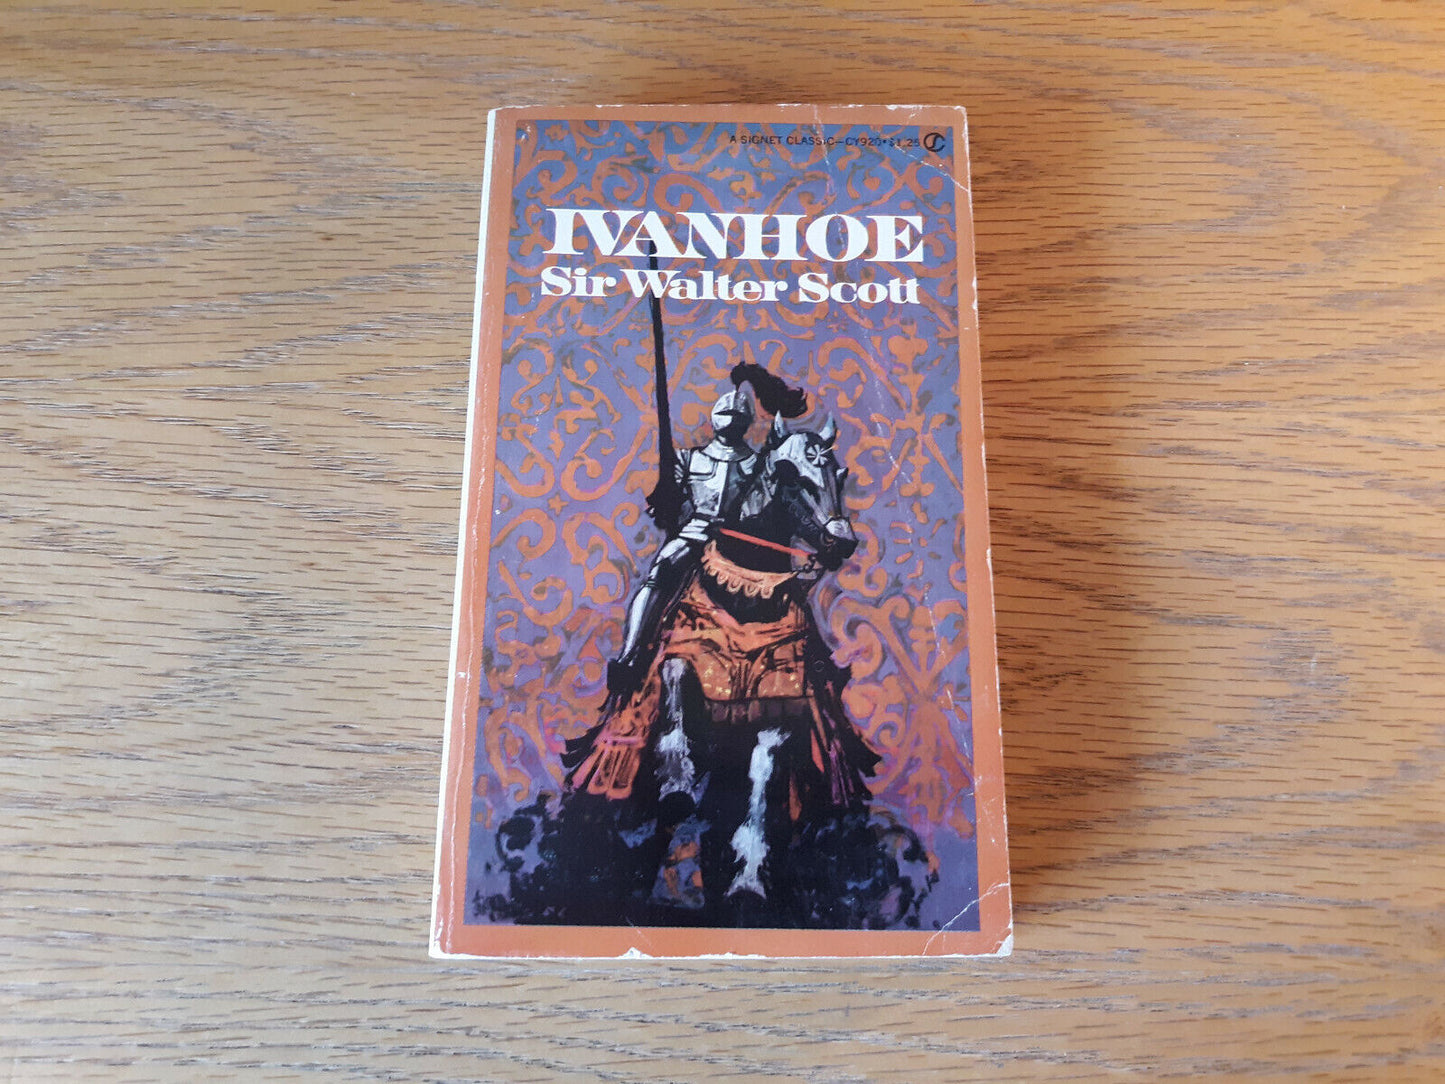 A SIGNET CLASSIC—CY920•$1.25
IVANHOE
Sir Walter Scott